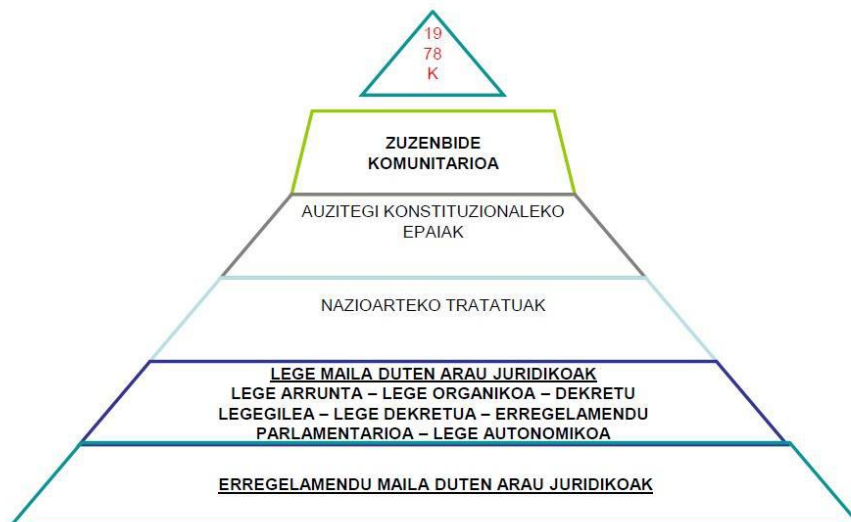 19
78
K
ZUZENBIDE
KOMUNITARIOA
AUZITEGI KONSTITUZIONALEKO
EPAIAK
NAZIOARTEKO TRATATUAK
LEGE MAILA DUTEN ARAU JURIDIKOAK
LEGE ARRUNTA – LEGE ORGANIKOA – DEKRETU
LEGEGILEA – LEGE DEKRETUA – ERREGELAMENDU
PARLAMENTARIOA – LEGE AUTONOMIKOA
ERREGELAMENDU MAILA DUTEN ARAU JURIDIKOAK